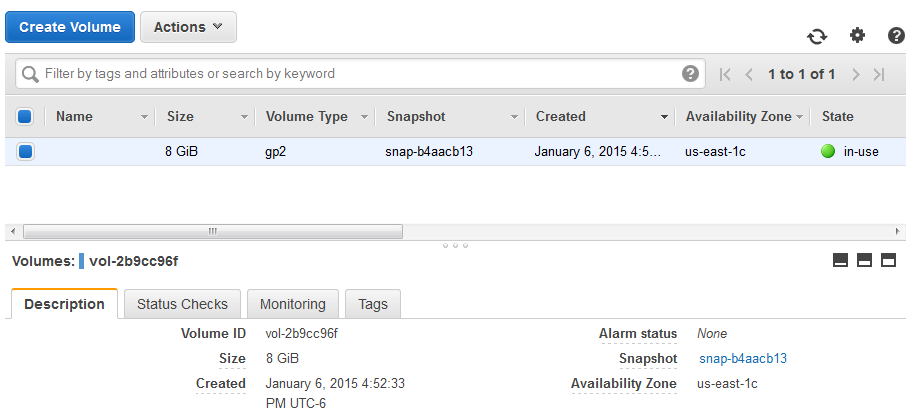 Create Volume Actions
Filter by tags and attributes or search by keyword ? 1 to 1 of 1
Name Size Volume Type Snapshot Created Availability Zone State
8 GiB gp2 snap-b4aacb13 January 6, 2015 4:5... us-east-1c in-use
Volumes: vol-2b9cc96f
Description Status Checks Monitoring Tags
Volume ID vol-2b9cc96f Alarm status None
Size 8 GiB Snapshot snap-b4aacb13
Created January 6, 2015 4:52:33 Availability Zone us-east-1c
PM UTC-6